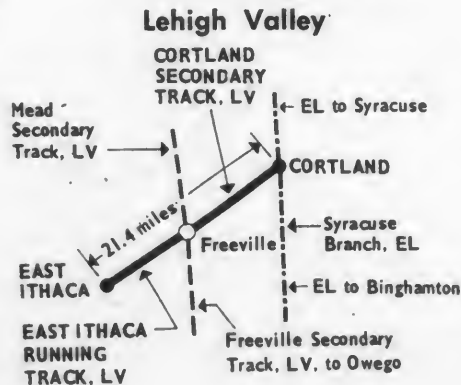 Lehigh Valley
CORTLAND
SECONDARY
TRACK, LV
Mead
Secondary
Track, LV
EL to Syracuse
CORTLAND
21.4 miles
Freeville
Syracuse
Branch, EL
EAST
ITHACA
EL to Binghamton
EAST ITHACA
RUNNING
TRACK, LV
Freeville Secondary
Track, LV, to Owego